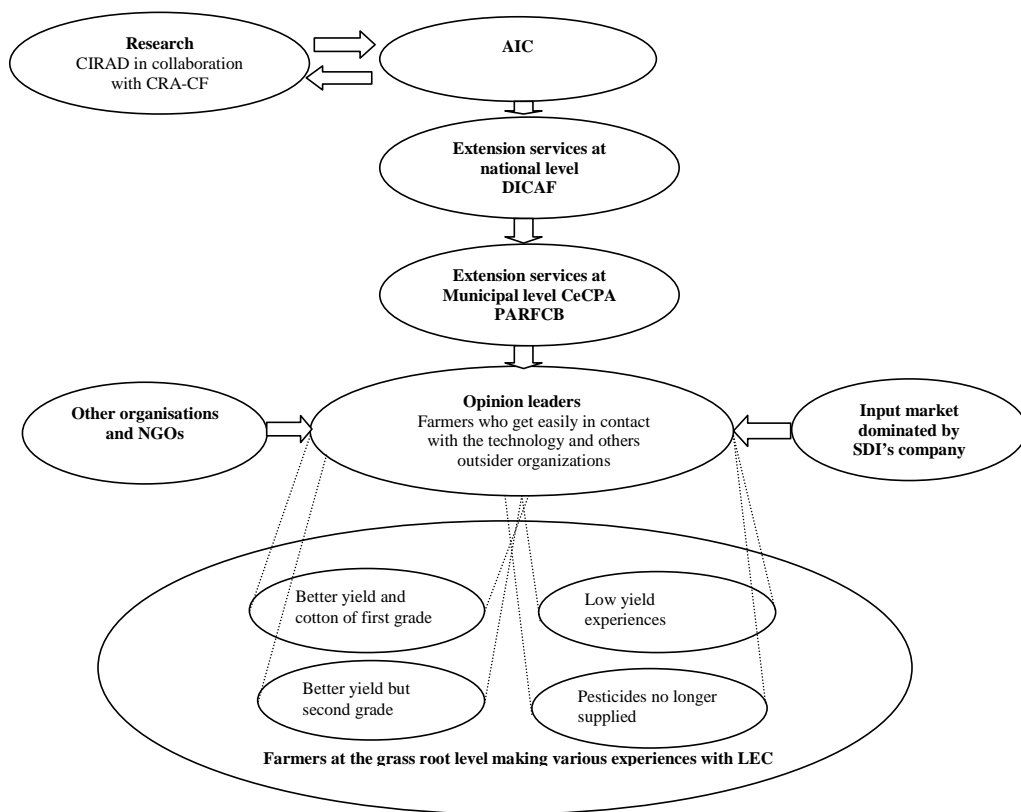 Research
CIRAD in collaboration
with CRA-CF
AIC
Extension services at
national level
DICAF
Extension services at
Municipal level CeCPA
PARFCB
Opinion leaders
Farmers who get easily in contact
with the technology and others
outsider organizations
Other organisations
and NGOs
Input market
dominated by
SDI's company
Better yield and
cotton of first grade
Low yield
experiences
Better yield but
second grade
Pesticides no longer
supplied
Farmers at the grass root level making various experiences with LEC